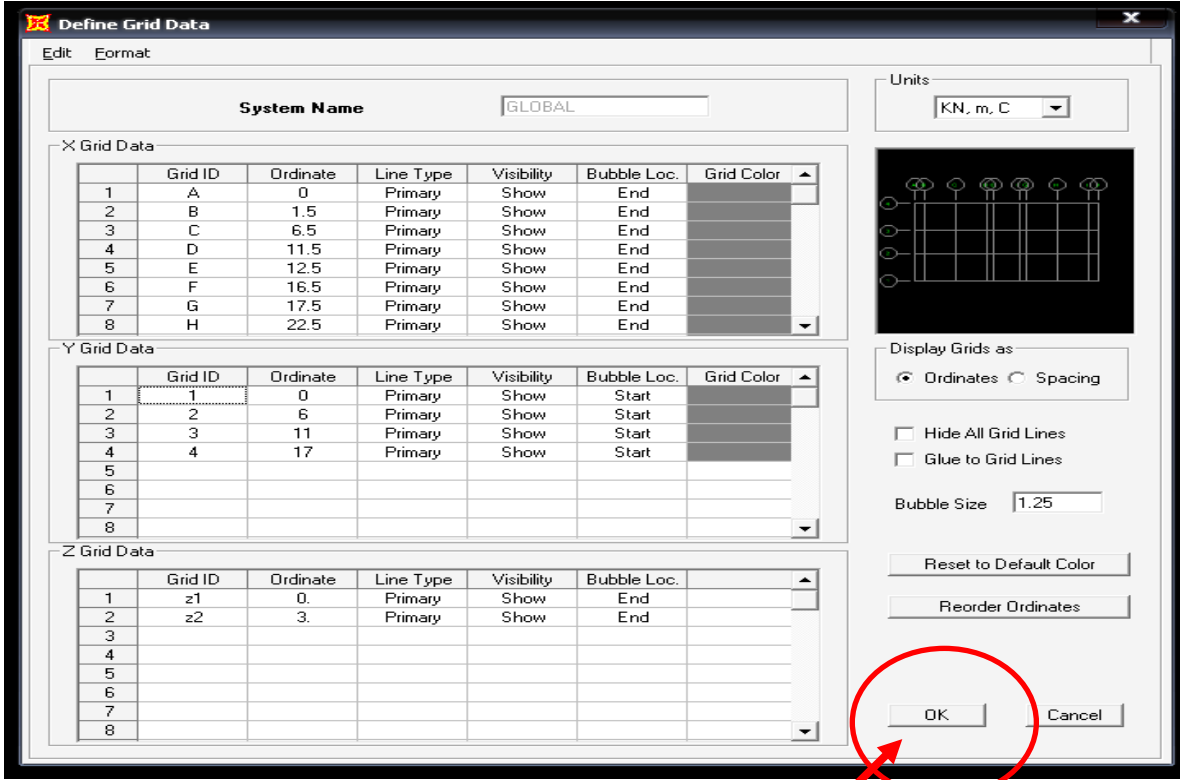 Define Grid Data
X
Edit Format
System Name GLOBAL
Units
KN, m, C
X Grid Data
Grid ID Ordinate Line Type Visibility Bubble Loc. Grid Color
1 A 0 Primary Show End
2 B 1.5 Primary Show End
3 C 6.5 Primary Show End
4 D 11.5 Primary Show End
5 E 12.5 Primary Show End
6 F 16.5 Primary Show End
7 G 17.5 Primary Show End
8 H 22.5 Primary Show End
Y Grid Data
Grid ID Ordinate Line Type Visibility Bubble Loc. Grid Color
1 1 0 Primary Show Start
2 2 6 Primary Show Start
3 3 11 Primary Show Start
4 4 17 Primary Show Start
5
6
7
8
Z Grid Data
Grid ID Ordinate Line Type Visibility Bubble Loc.
1 z1 0. Primary Show End
2 z2 3. Primary Show End
3
4
5
6
7
8
Display Grids as
Ordinates Spacing
Hide All Grid Lines
Glue to Grid Lines
Bubble Size 1.25
Reset to Default Color
Reorder Ordinates
OK Cancel